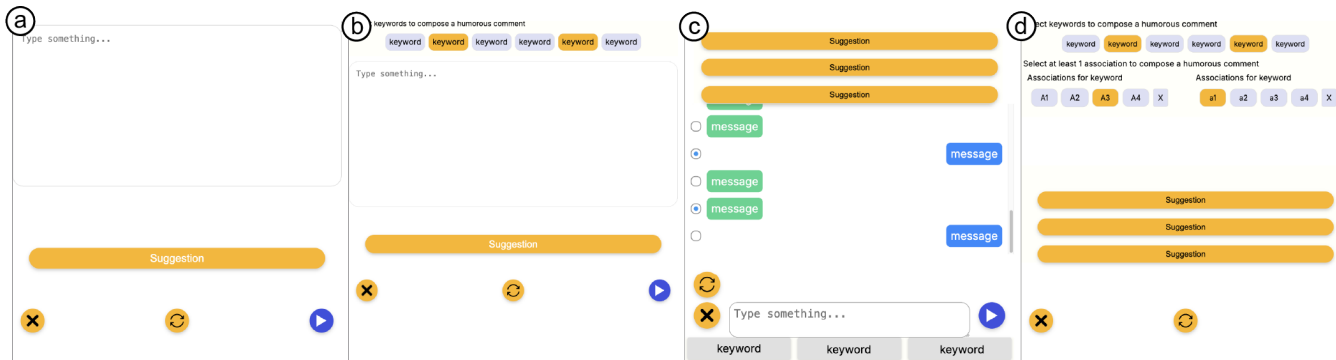 a
Type something...
Suggestion
b
keywords to compose a humorous comment
keyword keyword keyword keyword keyword keyword
Type something...
Suggestion
c
Suggestion
Suggestion
Suggestion
message
message
message
message
message
Type something...
keyword keyword keyword
d
ect keywords to compose a humorous comment
keyword keyword keyword keyword keyword keyword
Select at least 1 association to compose a humorous comment
Associations for keyword Associations for keyword
A1 A2 A3 A4 X a1 a2 a3 a4 X
Suggestion
Suggestion
Suggestion